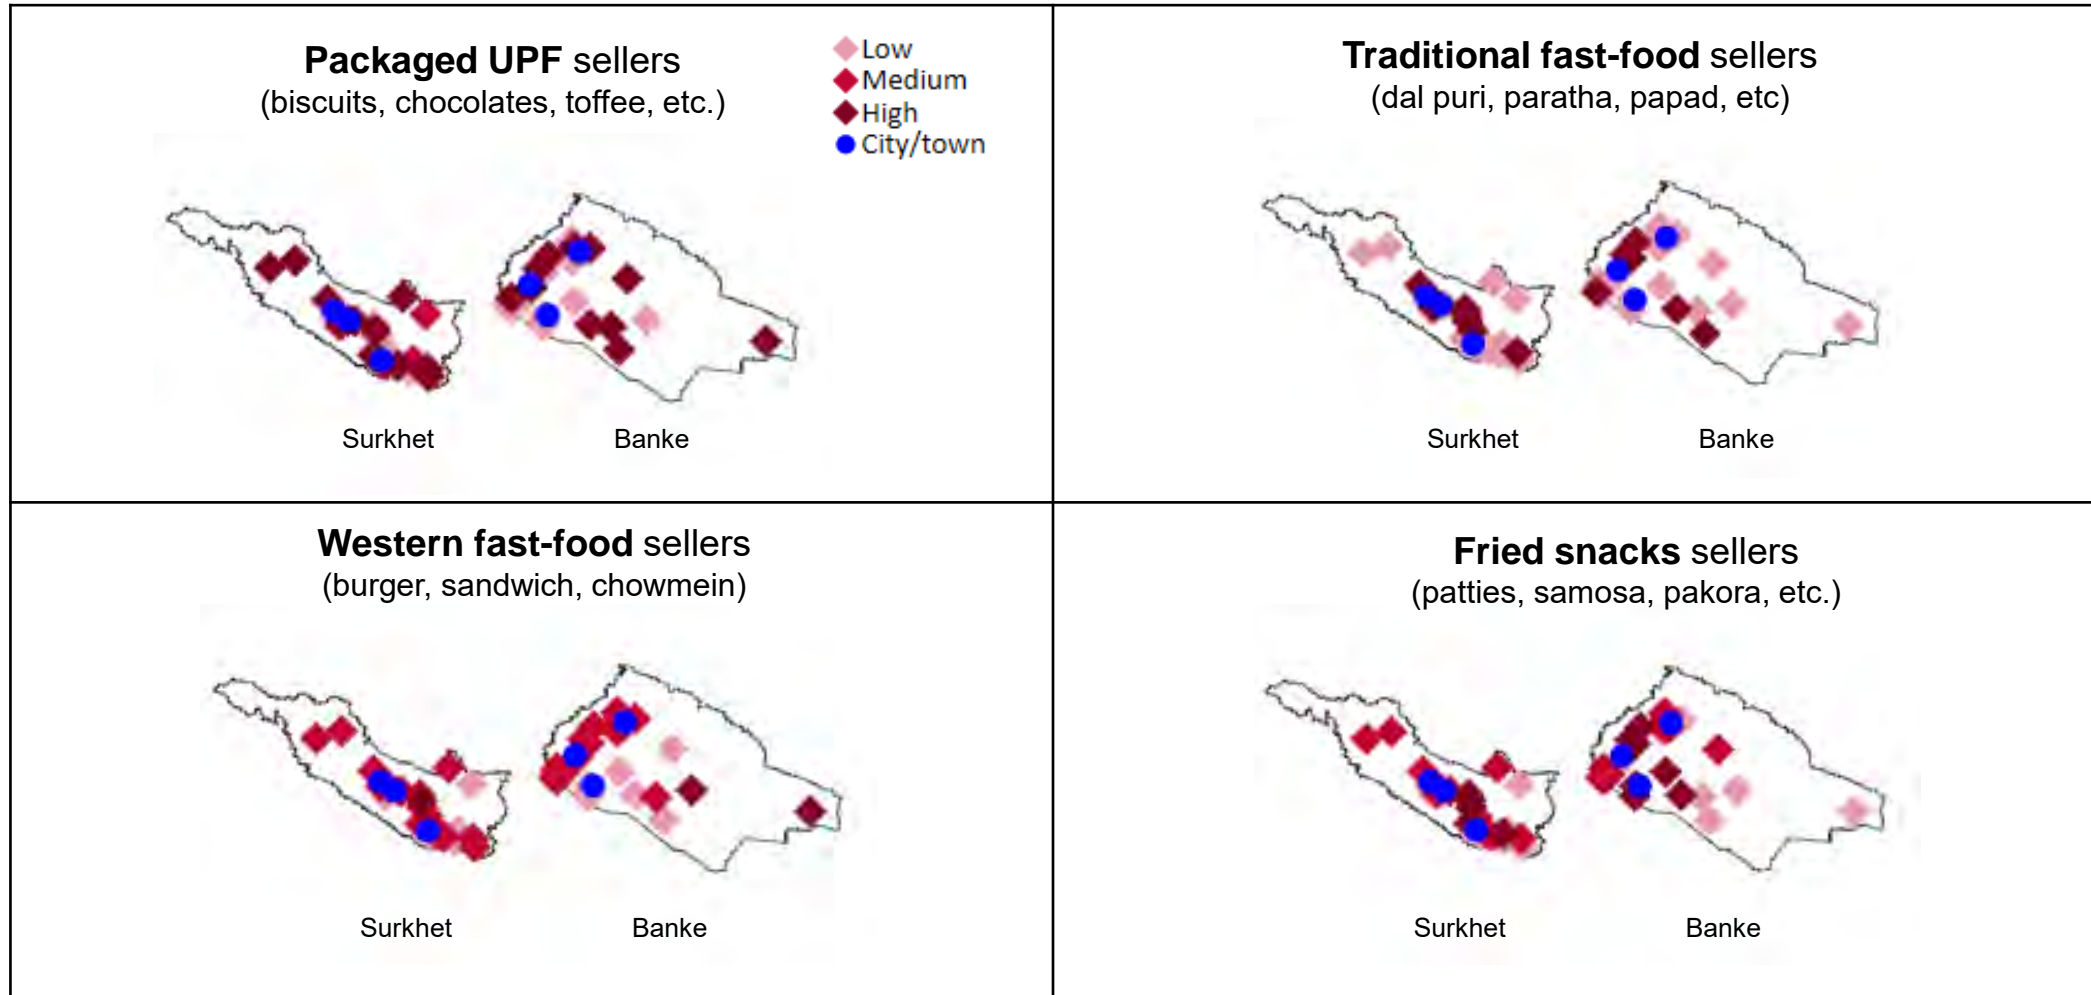 Packaged UPF sellers
(biscuits, chocolates, toffee, etc.)
Low
Medium
High
City/town
Surkhet
Banke
Traditional fast-food sellers
(dal puri, paratha, papad, etc)
Surkhet
Banke
Western fast-food sellers
(burger, sandwich, chowmein)
Surkhet
Banke
Fried snacks sellers
(patties, samosa, pakora, etc.)
Surkhet
Banke